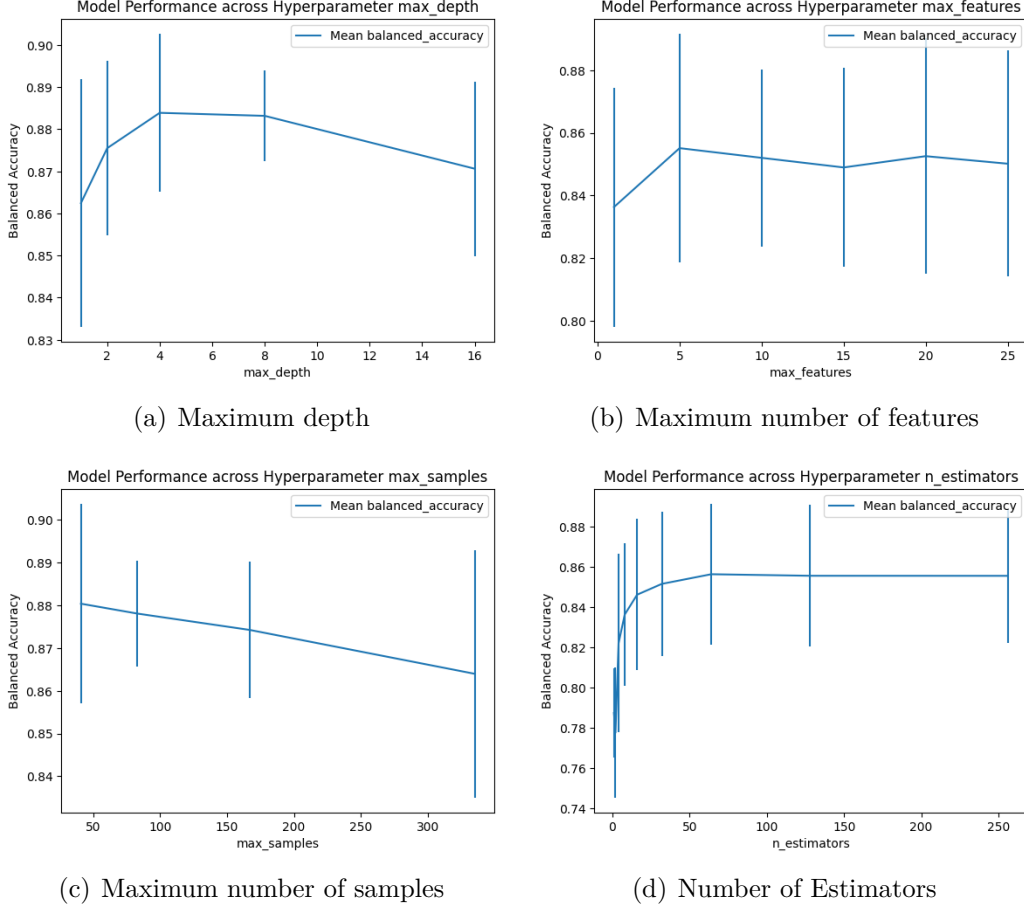 Model Performance across Hyperparameter max_depth
Mean balanced_accuracy
Balanced Accuracy
0.90
0.89
0.88
0.87
0.86
0.85
0.84
0.83
2 4 6 8 10 12 14 16
max_depth
(a) Maximum depth
Model Performance across Hyperparameter max_features
Mean balanced_accuracy
Balanced Accuracy
0.88
0.86
0.84
0.82
0.80
0 5 10 15 20 25
max_features
(b) Maximum number of features
Model Performance across Hyperparameter max_samples
Mean balanced_accuracy
Balanced Accuracy
0.90
0.89
0.88
0.87
0.86
0.85
0.84
50 100 150 200 250 300
max_samples
(c) Maximum number of samples
Model Performance across Hyperparameter n_estimators
Mean balanced_accuracy
Balanced Accuracy
0.88
0.86
0.84
0.82
0.80
0.78
0.76
0.74
0 50 100 150 200 250
n_estimators
(d) Number of Estimators